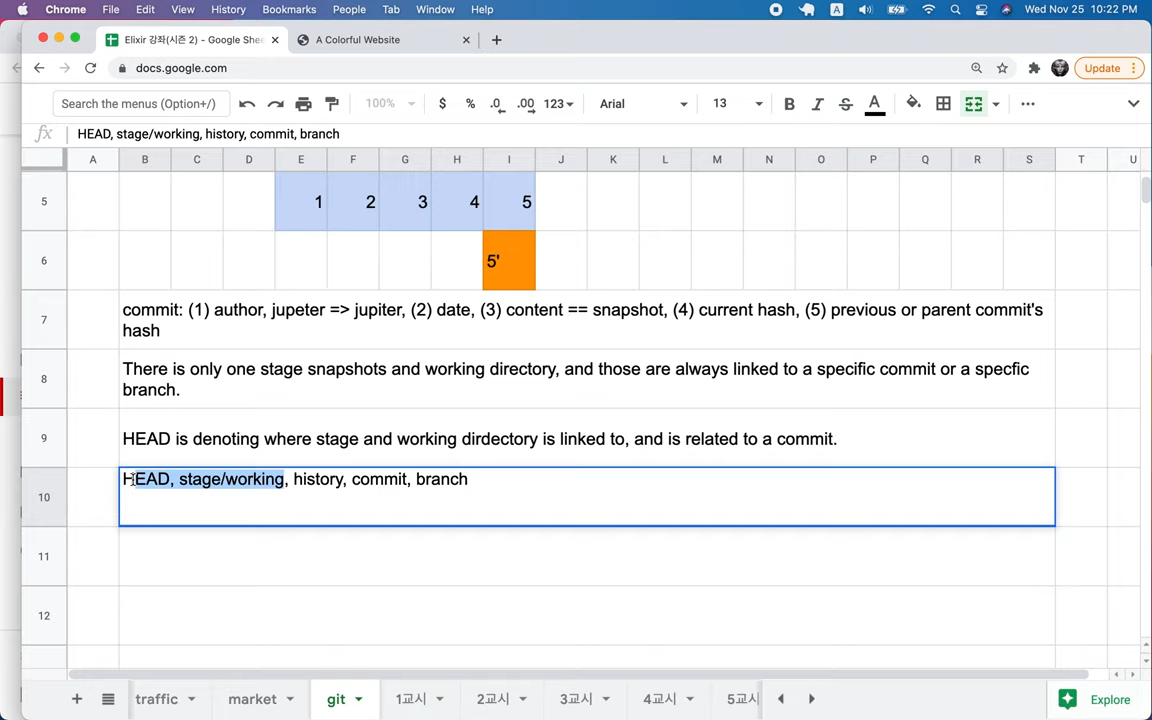 Chrome File Edit View History Bookmarks People Tab Window Help A Wed Nov 25 10:22 PM
Elixir 강좌(시즌 2) - Google Shee A Colorful Website
docs.google.com Update
Search the menus (Option+/) 100% $ % .0 .00 123 Arial 13 B I S A
fx HEAD, stage/working, history, commit, branch
A B C D E F G H I J K L M N O P Q R S T U
5 1 2 3 4 5
6 5'
7 commit: (1) author, jupeter => jupiter, (2) date, (3) content == snapshot, (4) current hash, (5) previous or parent commit's
hash
8 There is only one stage snapshots and working directory, and those are always linked to a specific commit or a specfic
branch.
9 HEAD is denoting where stage and working dirdectory is linked to, and is related to a commit.
10 HEAD, stage/working, history, commit, branch
11
12
traffic market git 1교시 2교시 3교시 4교시 5교시 Explore